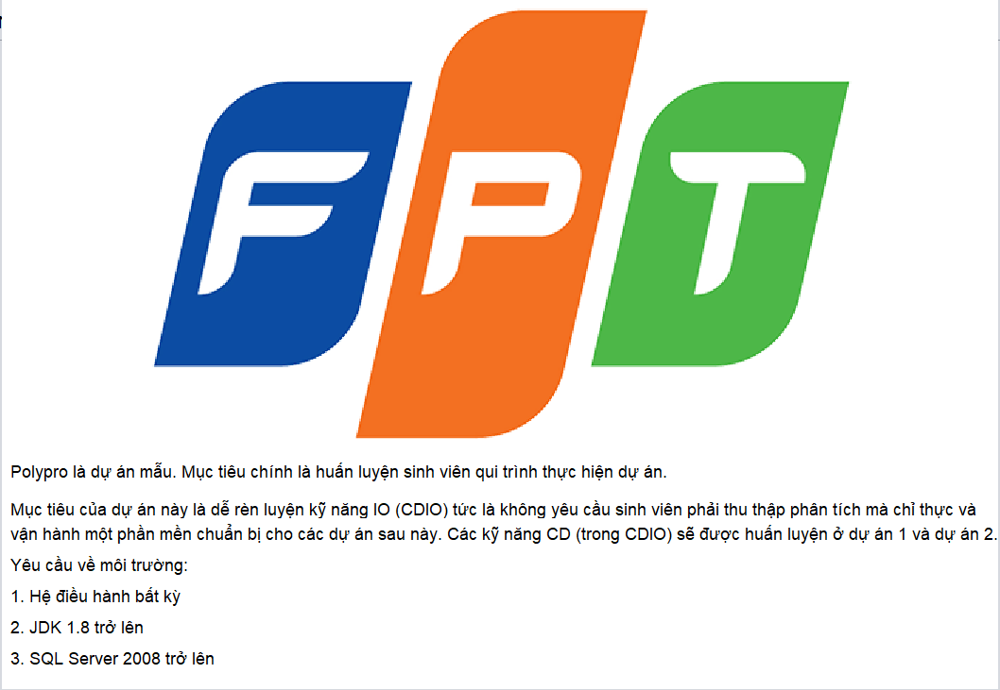 FPT
Polypro là dự án mẫu. Mục tiêu chính là huấn luyện sinh viên qui trình thực hiện dự án.
Mục tiêu của dự án này là dễ rèn luyện kỹ năng IO (CDIO) tức là không yêu cầu sinh viên phải thu thập phân tích mà chỉ thực và
vận hành một phần mền chuẩn bị cho các dự án sau này. Các kỹ năng CD (trong CDIO) sẽ được huấn luyện ở dự án 1 và dự án 2.
Yêu cầu về môi trường:
1. Hệ điều hành bất kỳ
2. JDK 1.8 trở lên
3. SQL Server 2008 trở lên